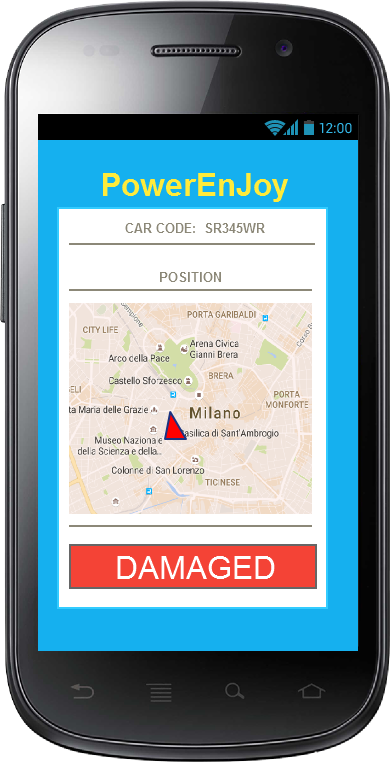 12:00
PowerEnJoy
CAR CODE: SR345WR
POSITION
PORTA GARIBALDI
CITY LIFE
Arena Civica
Gianni Brera
Arco della Pace
BRERA
Castello Sforzesco
PORTA
MONFORTE
ta Maria delle Grazie
Milano
asilica di Sant'Ambrogio
Museo Naziona e
della Scienza e della..
Colonne di San Lorenzo
TICINESE
DAMAGED